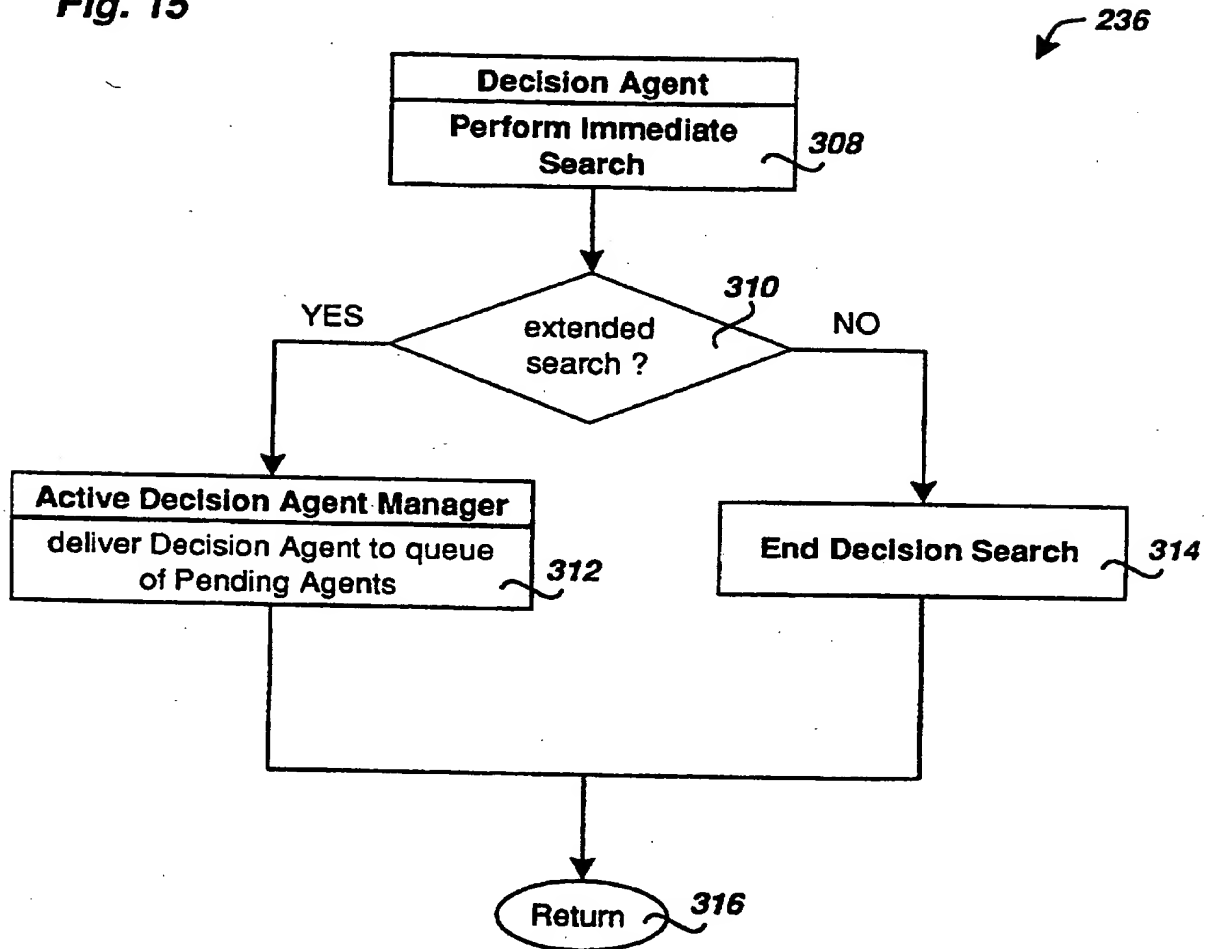 Fig. 15
236
Decision Agent
Perform Immediate
Search
308
310
extended
search ?
YES
NO
Active Decision Agent Manager
deliver Decision Agent to queue
of Pending Agents
312
End Decision Search
314
Return
316